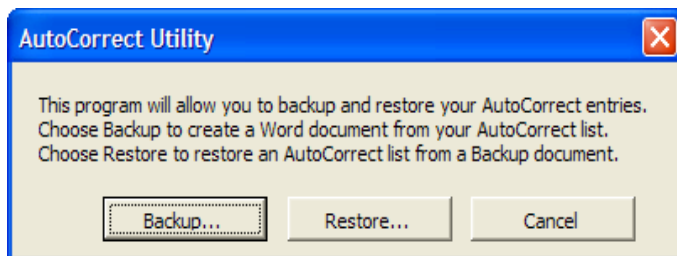 AutoCorrect Utility
This program will allow you to backup and restore your AutoCorrect entries.
Choose Backup to create a Word document from your AutoCorrect list.
Choose Restore to restore an AutoCorrect list from a Backup document.
Backup... Restore... Cancel